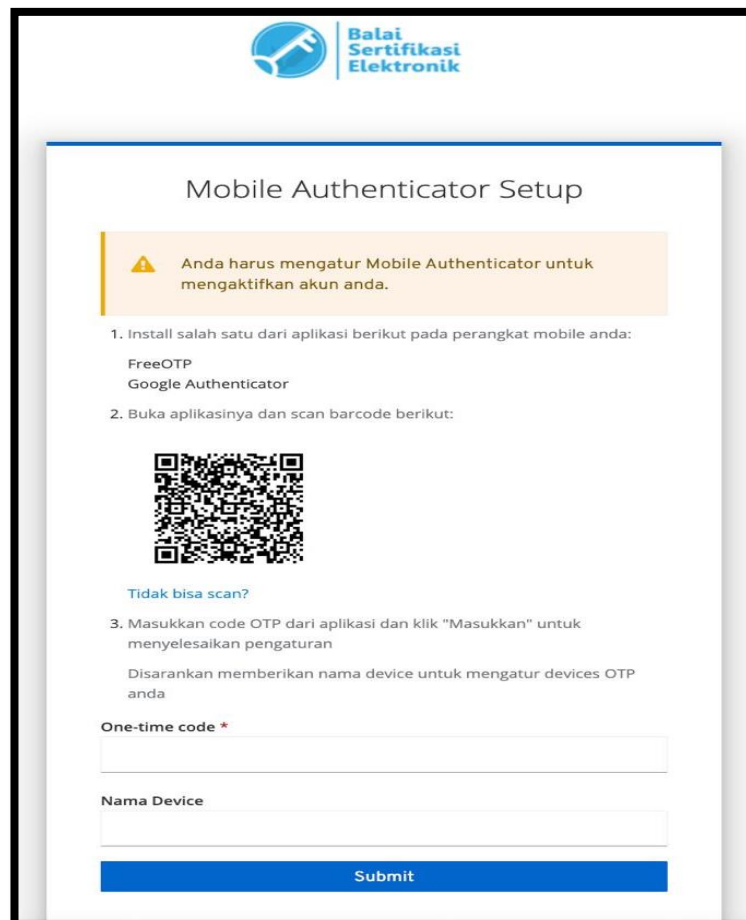 Balai
Sertifikasi
Elektronik
Mobile Authenticator Setup
Anda harus mengatur Mobile Authenticator untuk
mengaktifkan akun anda.
1. Install salah satu dari aplikasi berikut pada perangkat mobile anda:
FreeOTP
Google Authenticator
2. Buka aplikasinya dan scan barcode berikut:
Tidak bisa scan?
3. Masukkan code OTP dari aplikasi dan klik "Masukkan" untuk
menyelesaikan pengaturan
Disarankan memberikan nama device untuk mengatur devices OTP
anda
One-time code *
Nama Device
Submit